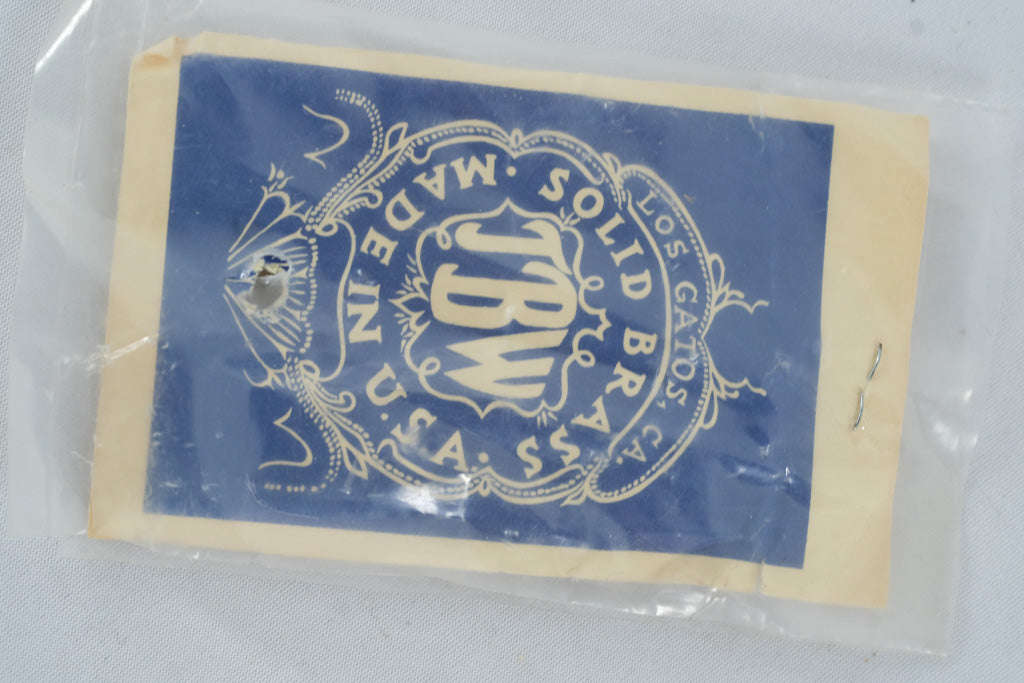 LOS GATOS, CA.
SOLID BRASS
JBW
MADE IN U.S.A.